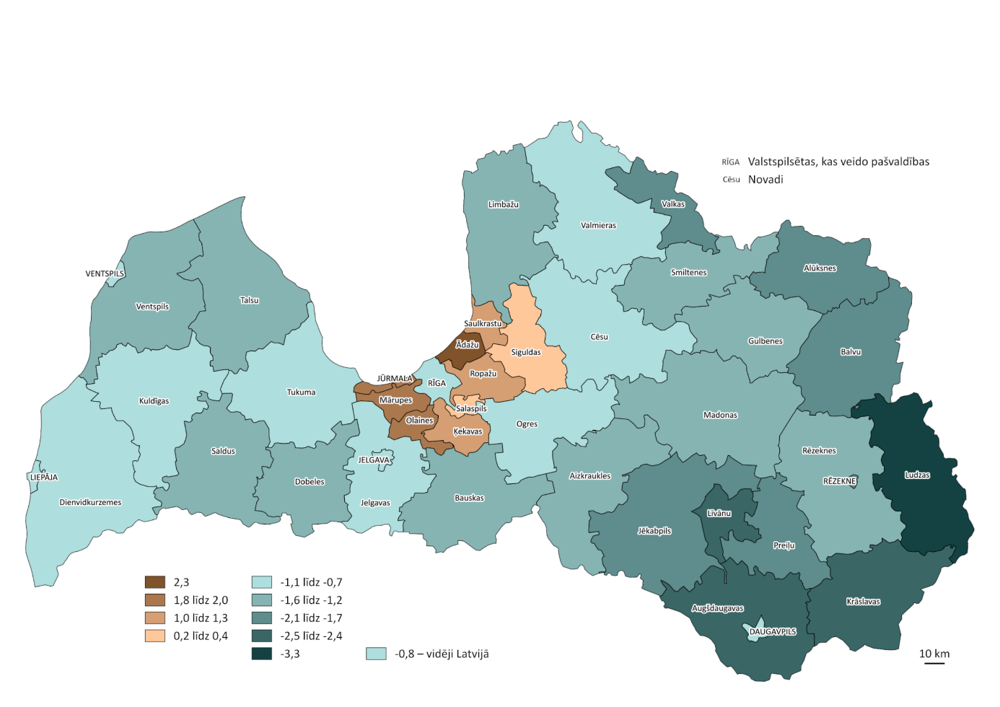 RĪGA Valstspilsētas, kas veido pašvaldības
Cēsu Novadi
Limbažu
Valkas
Valmieras
Alūksnes
VENTSPILS
Smiltenes
Talsu
Ventspils
Saulkrastu
Cēsu
Gulbenes
Ādažu
Siguldas
Balvu
Ropažu
JŪRMALA
RĪGA
Tukuma
Kuldīgas
Mārupes
Salaspils
Madonas
Olaines
Ogres
Ķekavas
Saldus
Rēzeknes
JELGAVA
LIEPĀJA
Aizkraukles
Ludzas
Dobeles
RĒZEKNE
Bauskas
Dienvidkurzemes
Jelgavas
Līvānu
Jēkabpils
Preiļu
2,3
-1,1 līdz -0,7
1,8 līdz 2,0
-1,6 līdz -1,2
Krāslavas
Augšdaugavas
1,0 līdz 1,3
-2,1 līdz -1,7
DAUGAVPILS
0,2 līdz 0,4
-2,5 līdz -2,4
-3,3
-0,8 – vidēji Latvijā
10 km